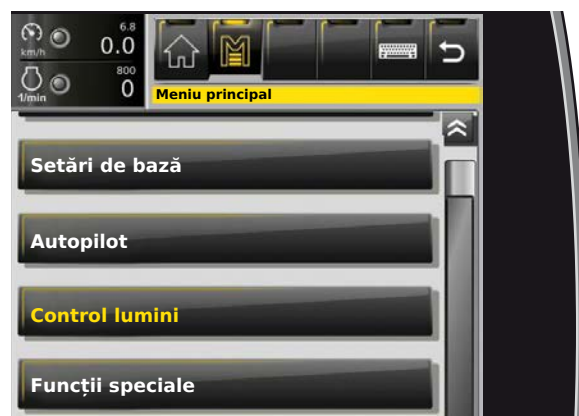 6.8
km/h 0.0
800
1/min 0
Meniu principal
Setări de bază
Autopilot
Control lumini
Funcții speciale